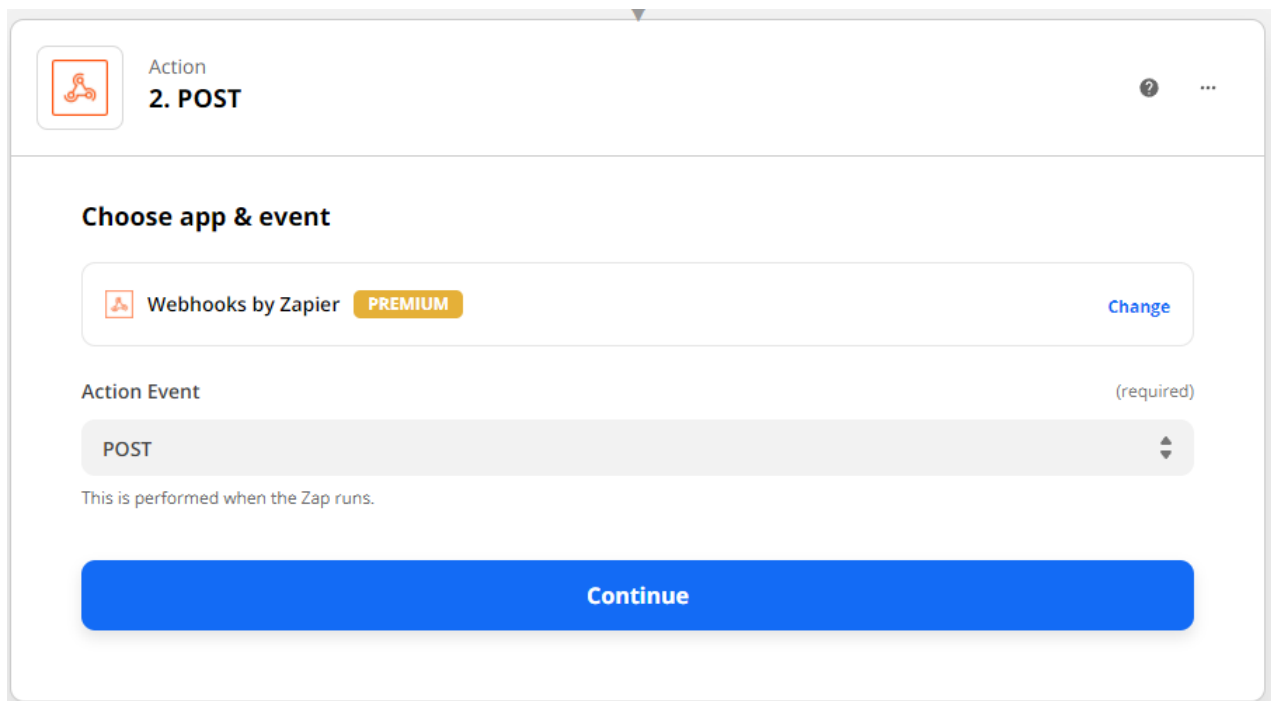 Action
2. POST
?
...
Choose app & event
Webhooks by Zapier PREMIUM Change
Action Event (required)
POST
This is performed when the Zap runs.
Continue